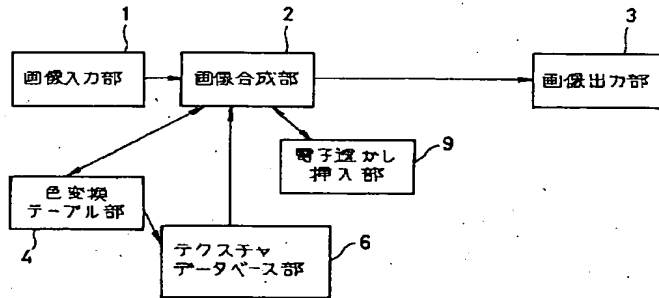 1
2
3
画像入力部
画像合成部
画像出力部
電子透かし
挿入部
9
色変換
テーブル部
4
テクスチャ
データベース部
6